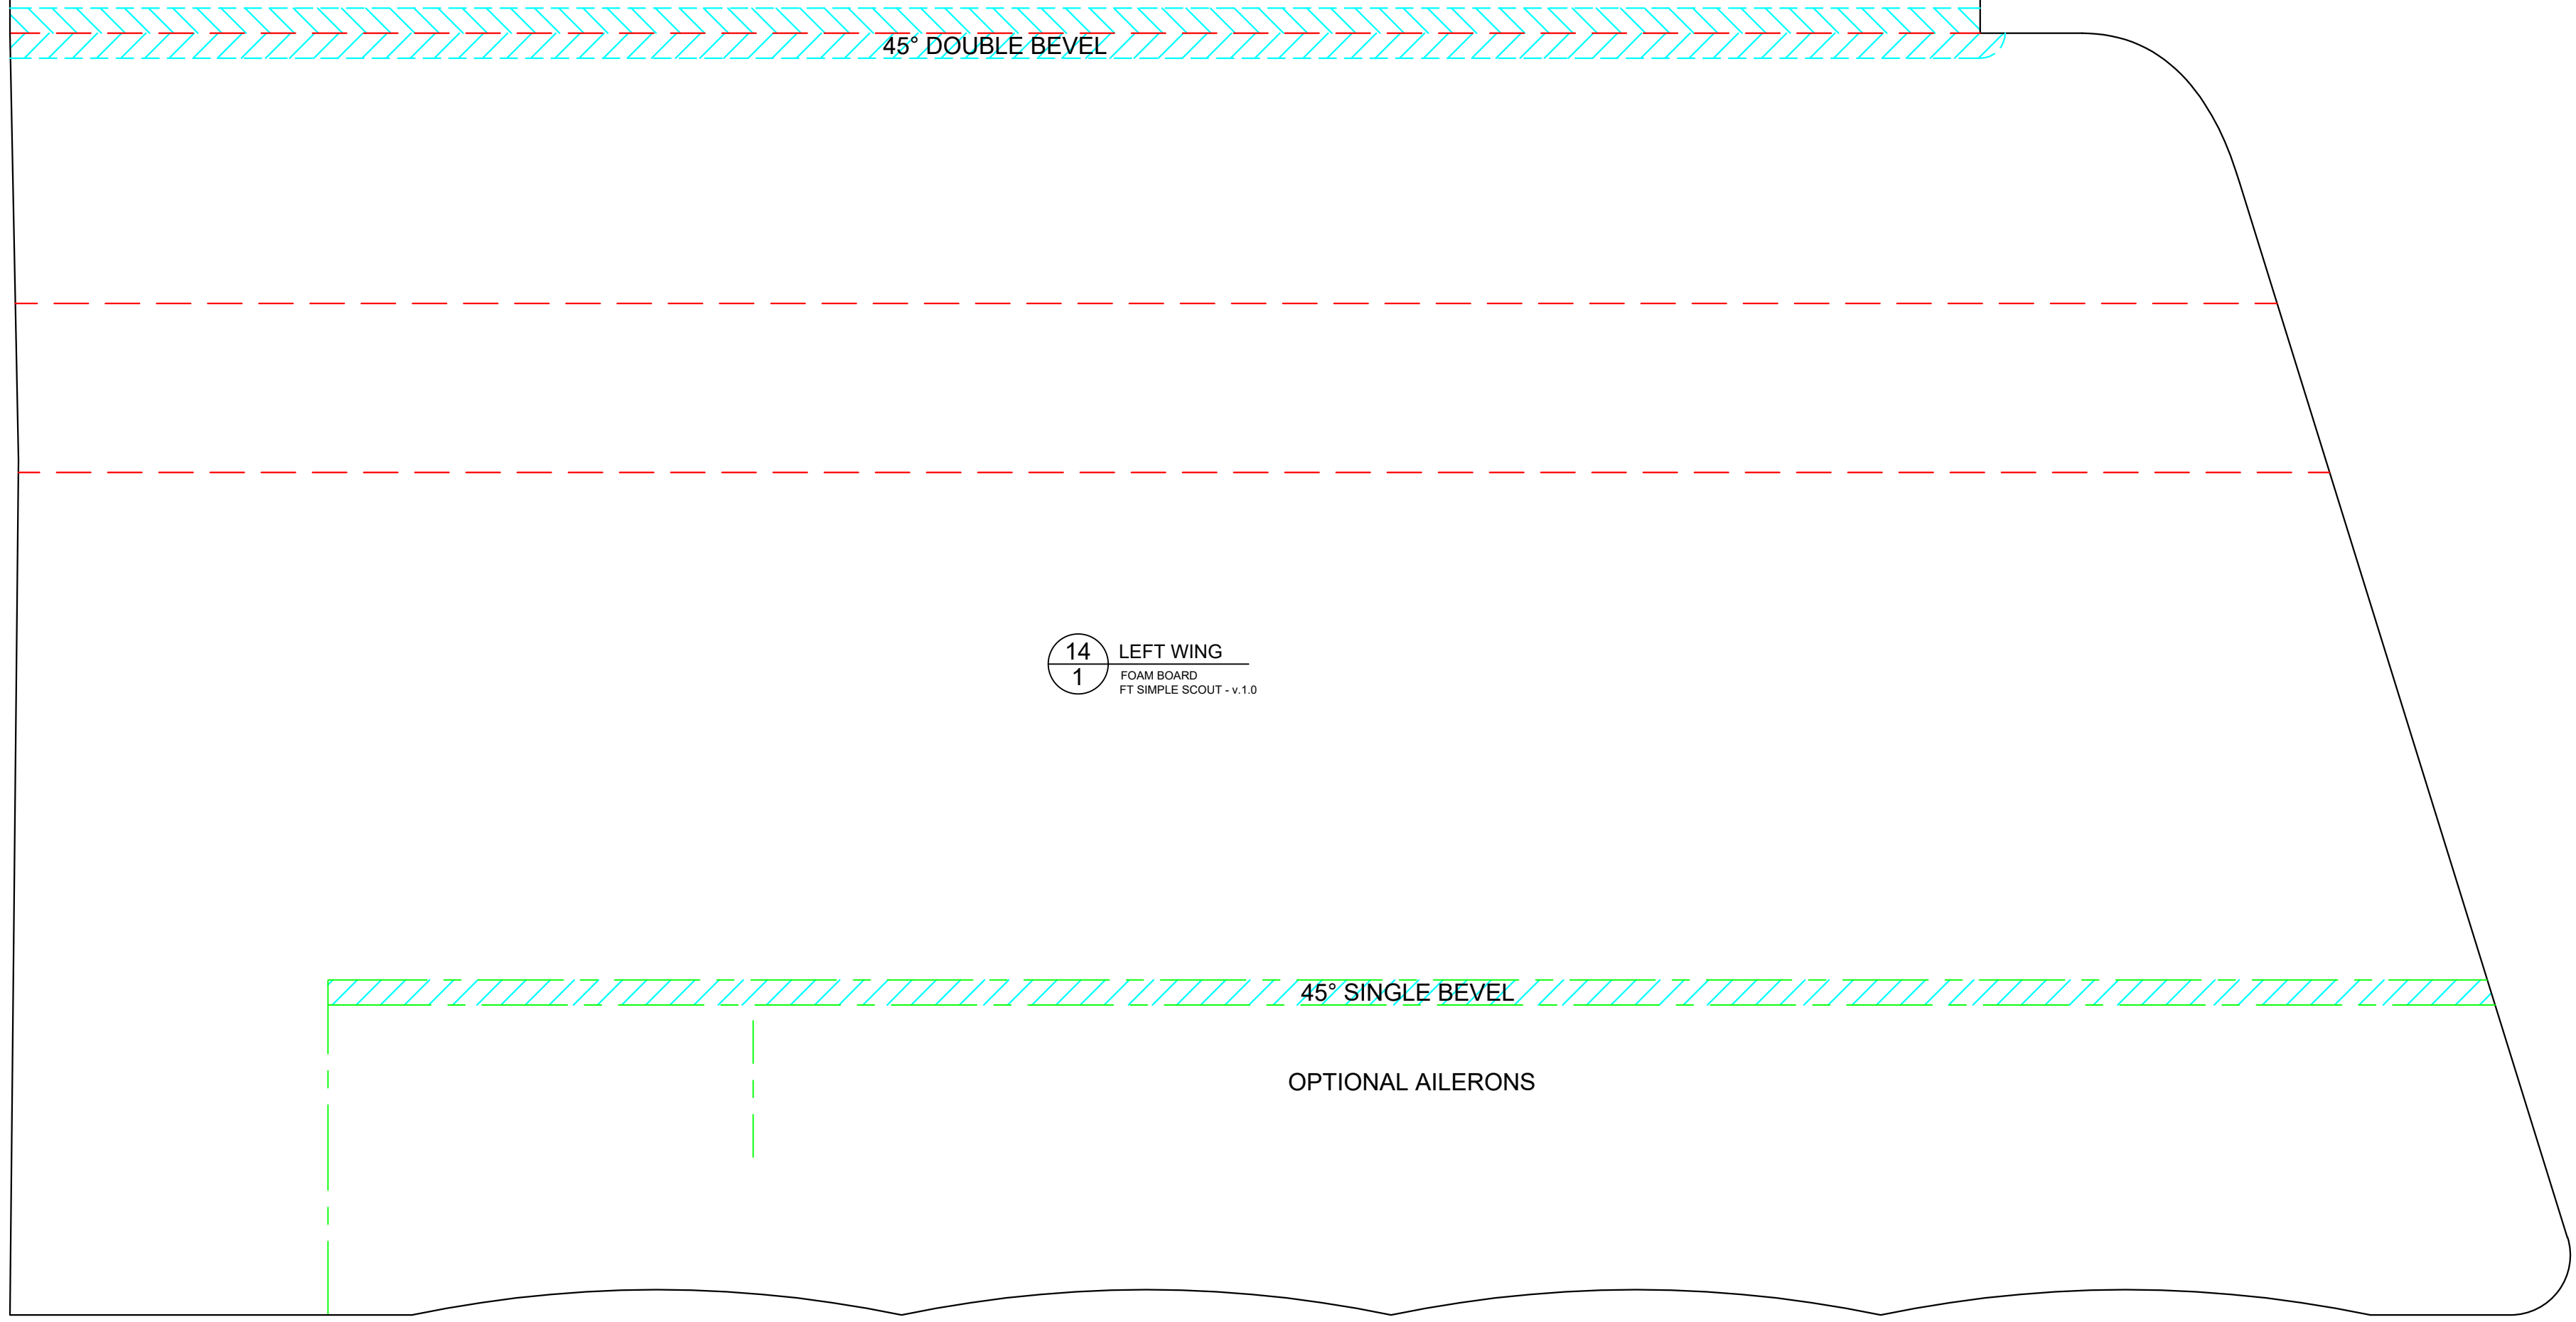 45° DOUBLE BEVEL
14
1
LEFT WING
FOAM BOARD
FT SIMPLE SCOUT - v.1.0
45° SINGLE BEVEL
OPTIONAL AILERONS